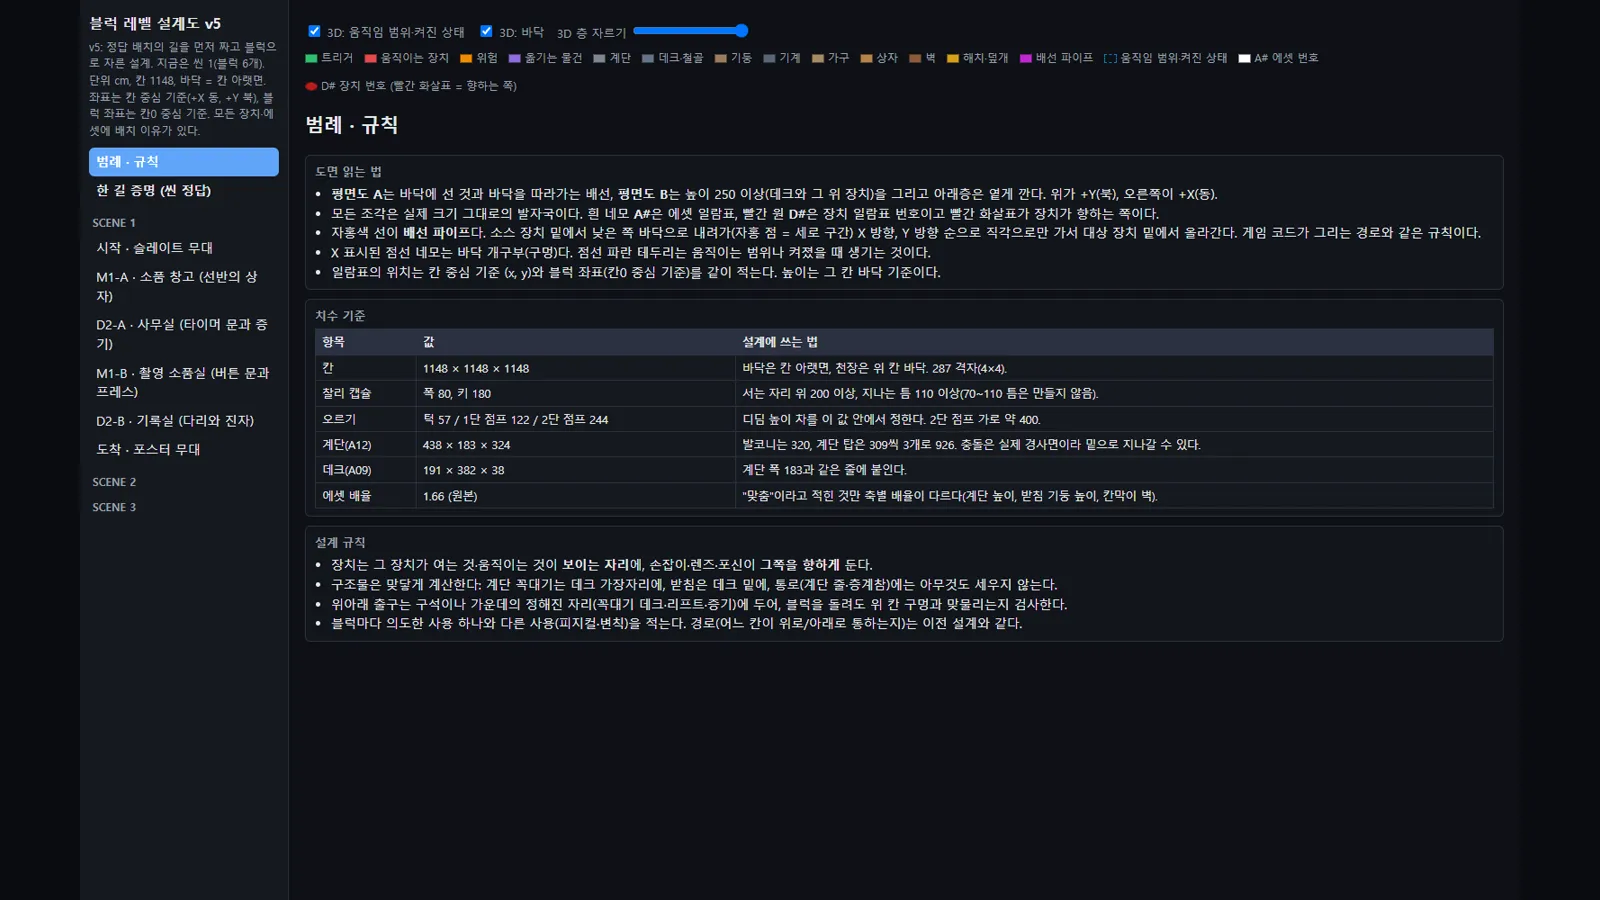 블럭 레벨 설계도 v5
v5: 정답 배치의 길을 먼저 짜고 블럭으
로 자른 설계. 지금은 씬 1(블럭 6개).
단위 cm, 칸 1148, 바닥 = 칸 아랫면.
좌표는 칸 중심 기준(+X 동, +Y 북), 블
럭 좌표는 칸0 중심 기준. 모든 장치·에
셋에 배치 이유가 있다.
범례 · 규칙
한 길 증명 (씬 정답)
SCENE 1
시작 · 슬레이트 무대
M1-A · 소품 창고 (선반의 상
자)
D2-A · 사무실 (타이머 문과 증
기)
M1-B · 촬영 소품실 (버튼 문과
프레스)
D2-B · 기록실 (다리와 진자)
도착 · 포스터 무대
SCENE 2
SCENE 3
3D: 움직임 범위·켜진 상태 3D: 바닥 3D 층 자르기
트리거 움직이는 장치 위험 옮기는 물건 계단 데크·철골 기둥 기계 가구 상자 벽 해치·덮개 배선 파이프 움직임 범위·켜진 상태 A# 에셋 번호
D# 장치 번호 (빨간 화살표 = 향하는 쪽)
범례 · 규칙
도면 읽는 법
• 평면도 A는 바닥에 선 것과 바닥을 따라가는 배선, 평면도 B는 높이 250 이상(데크와 그 위 장치)을 그리고 아래층은 옅게 깐다. 위가 +Y(북), 오른쪽이 +X(동).
• 모든 조각은 실제 크기 그대로의 발자국이다. 흰 네모 A#은 에셋 일람표, 빨간 원 D#은 장치 일람표 번호이고 빨간 화살표가 장치가 향하는 쪽이다.
• 자홍색 선이 배선 파이프다. 소스 장치 밑에서 낮은 쪽 바닥으로 내려가(자홍 점 = 세로 구간) X 방향, Y 방향 순으로 직각으로만 가서 대상 장치 밑에서 올라간다. 게임 코드가 그리는 경로와 같은 규칙이다.
• X 표시된 점선 네모는 바닥 개구부(구멍)다. 점선 파란 테두리는 움직이는 범위나 켜졌을 때 생기는 것이다.
• 일람표의 위치는 칸 중심 기준 (x, y)와 블럭 좌표(칸0 중심 기준)를 같이 적는다. 높이는 그 칸 바닥 기준이다.
치수 기준
항목 값 설계에 쓰는 법
칸 1148 × 1148 × 1148 바닥은 칸 아랫면, 천장은 위 칸 바닥. 287 격자(4×4).
찰리 캡슐 폭 80, 키 180 서는 자리 위 200 이상, 지나는 틈 110 이상(70~110 틈은 만들지 않음).
오르기 턱 57 / 1단 점프 122 / 2단 점프 244 디딤 높이 차를 이 값 안에서 정한다. 2단 점프 가로 약 400.
계단(A12) 438 × 183 × 324 발코니는 320, 계단 탑은 309씩 3개로 926. 충돌은 실제 경사면이라 밑으로 지나갈 수 있다.
데크(A09) 191 × 382 × 38 계단 폭 183과 같은 줄에 붙인다.
에셋 배율 1.66 (원본) "맞춤"이라고 적힌 것만 축별 배율이 다르다(계단 높이, 받침 기둥 높이, 칸막이 벽).
설계 규칙
• 장치는 그 장치가 여는 것·움직이는 것이 보이는 자리에, 손잡이·렌즈·포신이 그쪽을 향하게 둔다.
• 구조물은 맞닿게 계산한다: 계단 꼭대기는 데크 가장자리에, 받침은 데크 밑에, 통로(계단 줄·층계참)에는 아무것도 세우지 않는다.
• 위아래 출구는 구석이나 가운데의 정해진 자리(꼭대기 데크·리프트·증기)에 두어, 블럭을 돌려도 위 칸 구멍과 맞물리는지 검사한다.
• 블럭마다 의도한 사용 하나와 다른 사용(피지컬·변칙)을 적는다. 경로(어느 칸이 위로/아래로 통하는지)는 이전 설계와 같다.